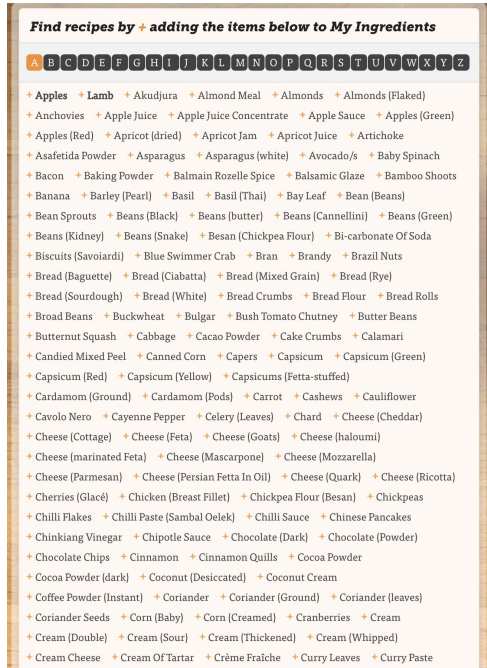 Find recipes by + adding the items below to My Ingredients
A B C D E F G H I J K L M N O P Q R S T U V W X Y Z
+ Apples + Lamb + Akudjura + Almond Meal + Almonds + Almonds (Flaked)
+ Anchovies + Apple Juice + Apple Juice Concentrate + Apple Sauce + Apples (Green)
+ Apples (Red) + Apricot (dried) + Apricot Jam + Apricot Juice + Artichoke
+ Asafetida Powder + Asparagus + Asparagus (white) + Avocado/s + Baby Spinach
+ Bacon + Baking Powder + Balmain Rozelle Spice + Balsamic Glaze + Bamboo Shoots
+ Banana + Barley (Pearl) + Basil + Basil (Thai) + Bay Leaf + Bean (Beans)
+ Bean Sprouts + Beans (Black) + Beans (butter) + Beans (Cannellini) + Beans (Green)
+ Beans (Kidney) + Beans (Snake) + Besan (Chickpea Flour) + Bi-carbonate Of Soda
+ Biscuits (Savoiardi) + Blue Swimmer Crab + Bran + Brandy + Brazil Nuts
+ Bread (Baguette) + Bread (Ciabatta) + Bread (Mixed Grain) + Bread (Rye)
+ Bread (Sourdough) + Bread (White) + Bread Crumbs + Bread Flour + Bread Rolls
+ Broad Beans + Buckwheat + Bulgar + Bush Tomato Chutney + Butter Beans
+ Butternut Squash + Cabbage + Cacao Powder + Cake Crumbs + Calamari
+ Candied Mixed Peel + Canned Corn + Capers + Capsicum + Capsicum (Green)
+ Capsicum (Red) + Capsicum (Yellow) + Capsicums (Fetta-stuffed)
+ Cardamom (Ground) + Cardamom (Pods) + Carrot + Cashews + Cauliflower
+ Cavolo Nero + Cayenne Pepper + Celery (Leaves) + Chard + Cheese (Cheddar)
+ Cheese (Cottage) + Cheese (Feta) + Cheese (Goats) + Cheese (haloumi)
+ Cheese (marinated Feta) + Cheese (Mascarpone) + Cheese (Mozzarella)
+ Cheese (Parmesan) + Cheese (Persian Fetta In Oil) + Cheese (Quark) + Cheese (Ricotta)
+ Cherries (Glacé) + Chicken (Breast Fillet) + Chickpea Flour (Besan) + Chickpeas
+ Chilli Flakes + Chilli Paste (Sambal Oelek) + Chilli Sauce + Chinese Pancakes
+ Chinkiang Vinegar + Chipotle Sauce + Chocolate (Dark) + Chocolate (Powder)
+ Chocolate Chips + Cinnamon + Cinnamon Quills + Cocoa Powder
+ Cocoa Powder (dark) + Coconut (Desiccated) + Coconut Cream
+ Coffee Powder (Instant) + Coriander + Coriander (Ground) + Coriander (leaves)
+ Coriander Seeds + Corn (Baby) + Corn (Creamed) + Cranberries + Cream
+ Cream (Double) + Cream (Sour) + Cream (Thickened) + Cream (Whipped)
+ Cream Cheese + Cream Of Tartar + Crème Fraîche + Curry Leaves + Curry Paste